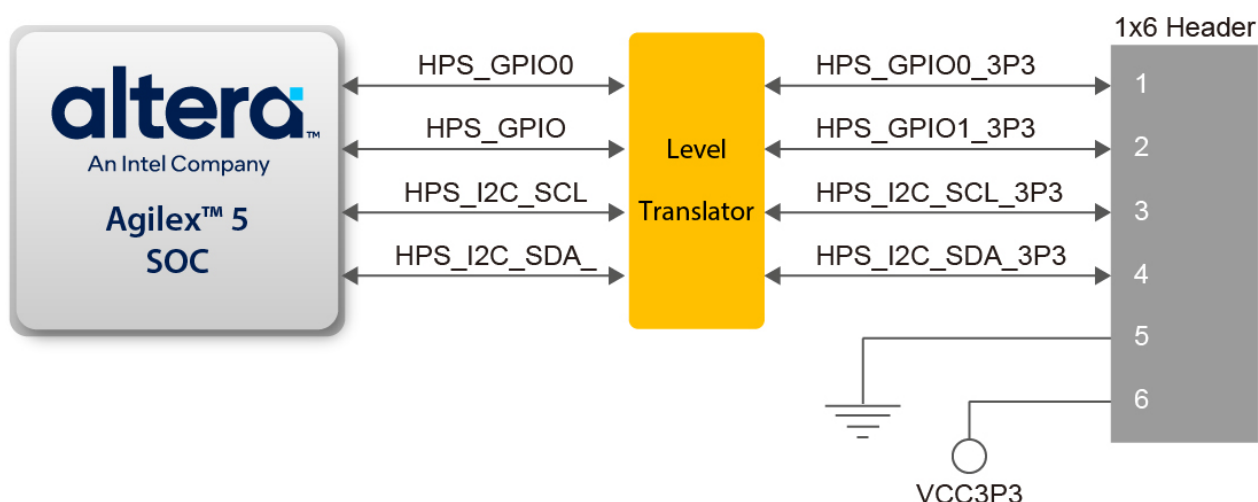 1x6 Header
altera™
An Intel Company
Agilex™ 5
SOC
HPS_GPIO0
HPS_GPIO
HPS_I2C_SCL
HPS_I2C_SDA_
Level
Translator
HPS_GPIO0_3P3
HPS_GPIO1_3P3
HPS_I2C_SCL_3P3
HPS_I2C_SDA_3P3
1
2
3
4
5
6
VCC3P3